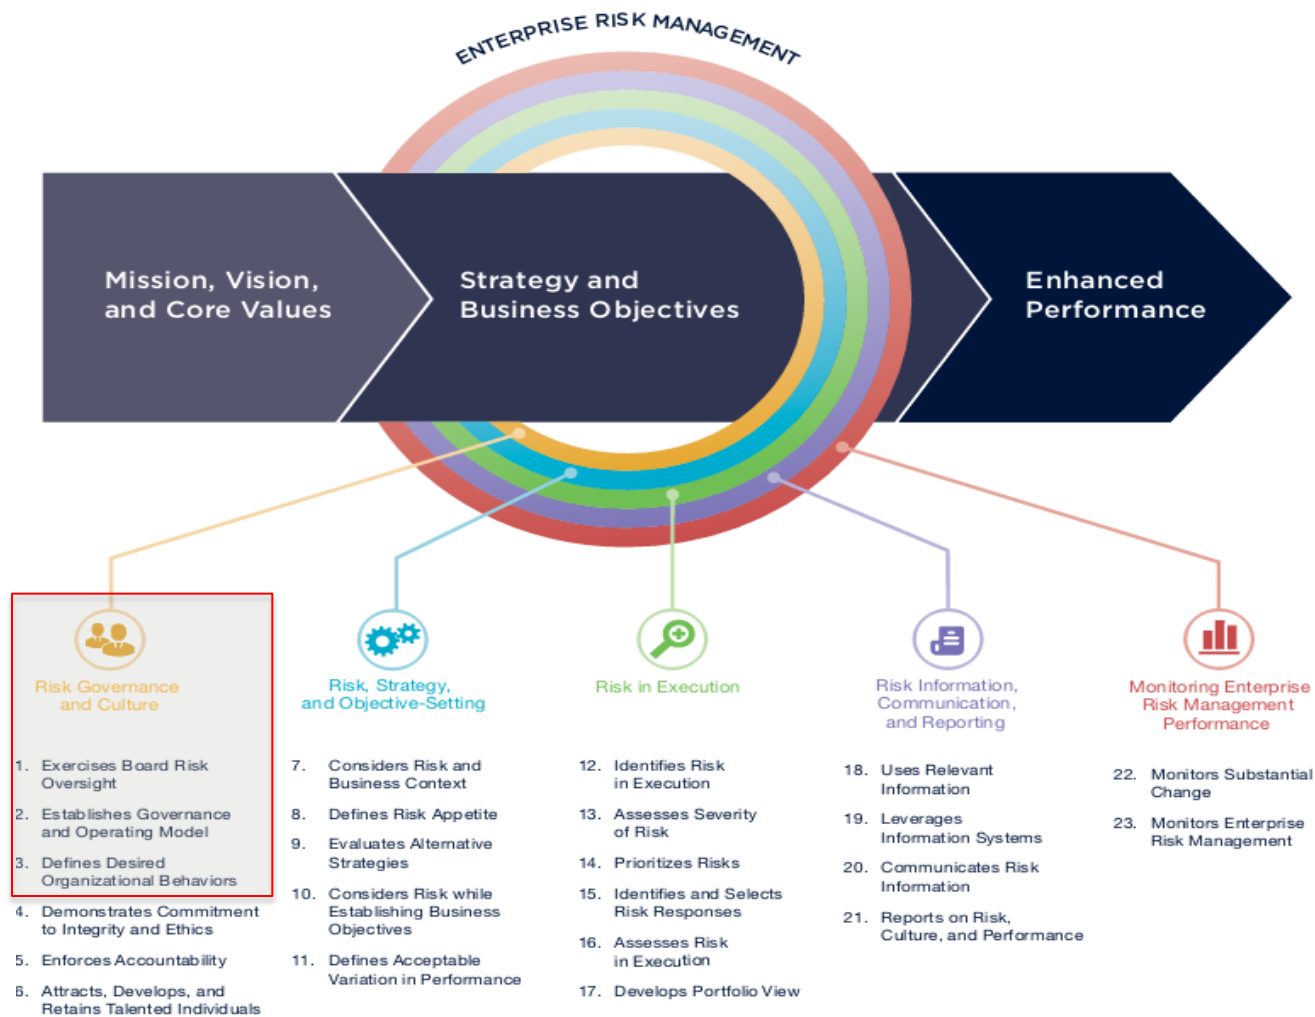 ENTERPRISE RISK MANAGEMENT
Mission, Vision,
and Core Values
Strategy and
Business Objectives
Enhanced
Performance
Risk Governance
and Culture
1. Exercises Board Risk
Oversight
2. Establishes Governance
and Operating Model
3. Defines Desired
Organizational Behaviors
4. Demonstrates Commitment
to Integrity and Ethics
5. Enforces Accountability
6. Attracts, Develops, and
Retains Talented Individuals
Risk, Strategy,
and Objective-Setting
7. Considers Risk and
Business Context
8. Defines Risk Appetite
9. Evaluates Alternative
Strategies
10. Considers Risk while
Establishing Business
Objectives
11. Defines Acceptable
Variation in Performance
Risk in Execution
12. Identifies Risk
in Execution
13. Assesses Severity
of Risk
14. Prioritizes Risks
15. Identifies and Selects
Risk Responses
16. Assesses Risk
in Execution
17. Develops Portfolio View
Risk Information,
Communication,
and Reporting
18. Uses Relevant
Information
19. Leverages
Information Systems
20. Communicates Risk
Information
21. Reports on Risk,
Culture, and Performance
Monitoring Enterprise
Risk Management
Performance
22. Monitors Substantial
Change
23. Monitors Enterprise
Risk Management